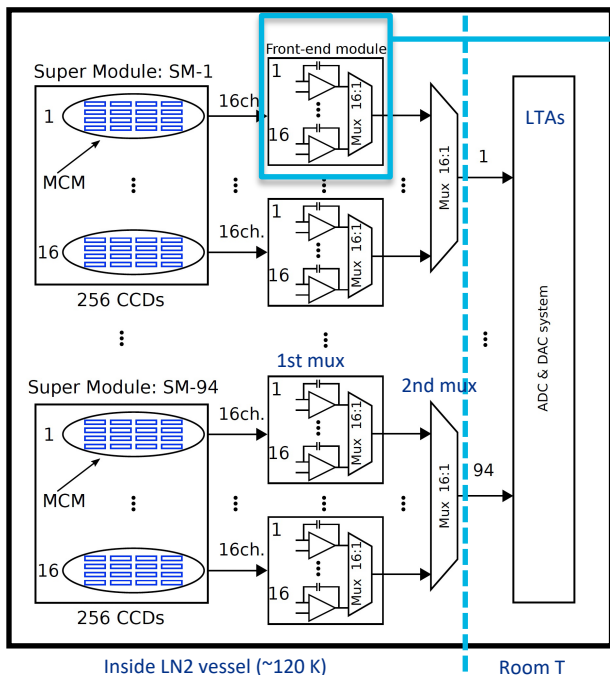 Front-end module
Super Module: SM-1
1
MCM
16
256 CCDs
16ch.
1
16
Mux 16:1
16ch.
1
16
Mux 16:1
Mux 16:1
1
LTAs
ADC & DAC system
1st mux
2nd mux
Super Module: SM-94
1
MCM
16
256 CCDs
16ch.
1
16
Mux 16:1
16ch.
1
16
Mux 16:1
Mux 16:1
94
Inside LN2 vessel (~120 K)
Room T